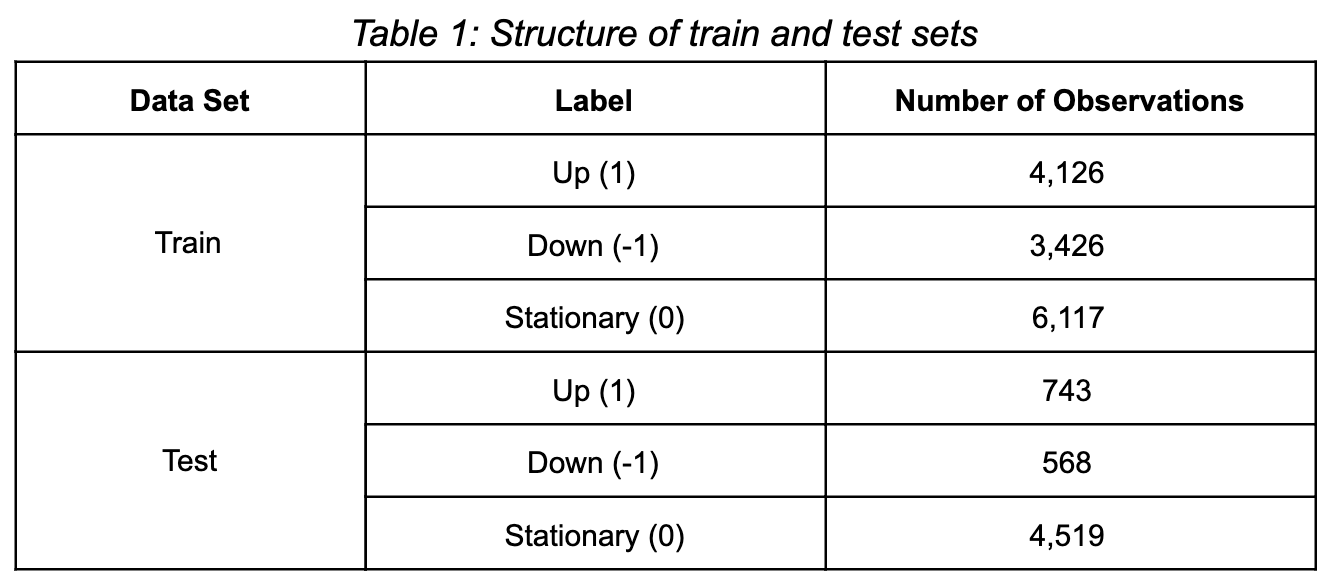 Table 1: Structure of train and test sets
Data Set Label Number of Observations
Train
Up (1) 4,126
Down (-1) 3,426
Stationary (0) 6,117
Test
Up (1) 743
Down (-1) 568
Stationary (0) 4,519